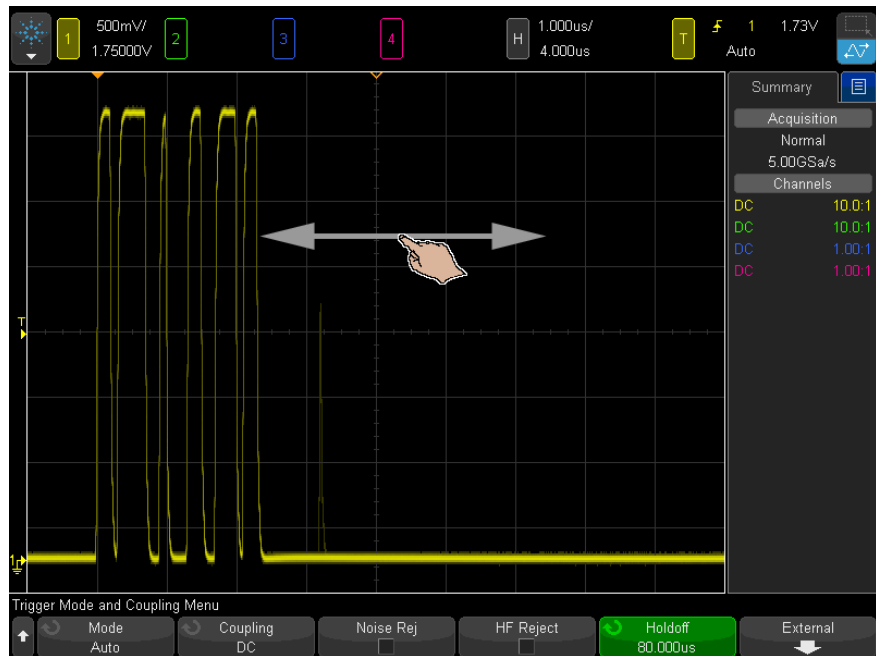 1 500mV/ 1.75000V
2
3
4
H 1.000us/ 4.000us
T 1 1.73V
Auto
Summary
Acquisition
Normal
5.00GSa/s
Channels
DC 10.0:1
DC 10.0:1
DC 1.00:1
DC 1.00:1
T
1
Trigger Mode and Coupling Menu
Mode
Auto
Coupling
DC
Noise Rej
HF Reject
Holdoff
80.000us
External